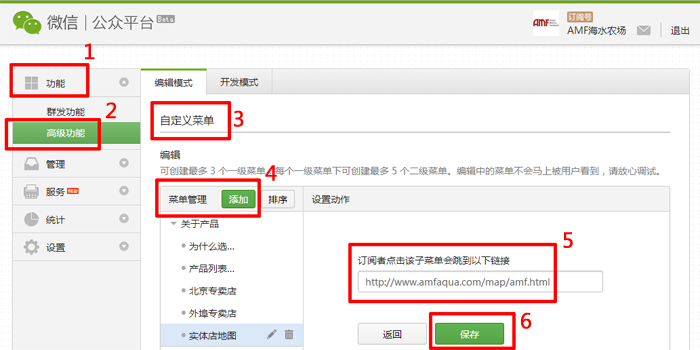 微信 | 公众平台 Beta
AMF
订阅号
AMF海水农场
退出
1
功能
编辑模式
开发模式
群发功能
2
高级功能
自定义菜单
3
编辑
可创建最多 3 个一级菜单，每个一级菜单下可创建最多 5 个二级菜单。编辑中的菜单不会马上被用户看到，请放心调试。
管理
4
菜单管理
添加
排序
设置动作
服务
统计
设置
关于产品
为什么选...
产品列表...
北京专卖店
外埠专卖店
实体店地图
5
订阅者点击该子菜单会跳到以下链接
http://www.amfaqua.com/map/amf.html
返回
保存
6